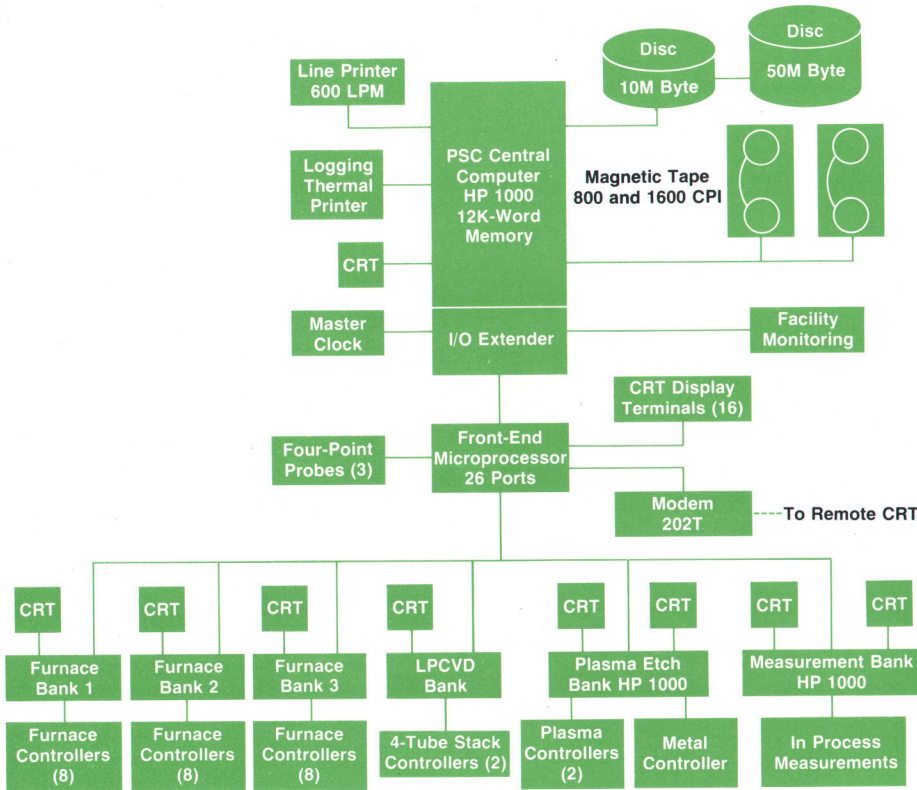 Disc
50M Byte
Disc
10M Byte
Line Printer
600 LPM
PSC Central
Computer
HP 1000
12K-Word
Memory
Logging
Thermal
Printer
Magnetic Tape
800 and 1600 CPI
CRT
Master
Clock
I/O Extender
Facility
Monitoring
CRT Display
Terminals (16)
Four-Point
Probes (3)
Front-End
Microprocessor
26 Ports
Modem
202T
To Remote CRT
CRT
CRT
CRT
CRT
CRT
CRT
CRT
CRT
Furnace
Bank 1
Furnace
Bank 2
Furnace
Bank 3
LPCVD
Bank
Plasma Etch
Bank HP 1000
Measurement Bank
HP 1000
Furnace
Controllers
(8)
Furnace
Controllers
(8)
Furnace
Controllers
(8)
4-Tube Stack
Controllers (2)
Plasma
Controllers
(2)
Metal
Controller
In Process
Measurements